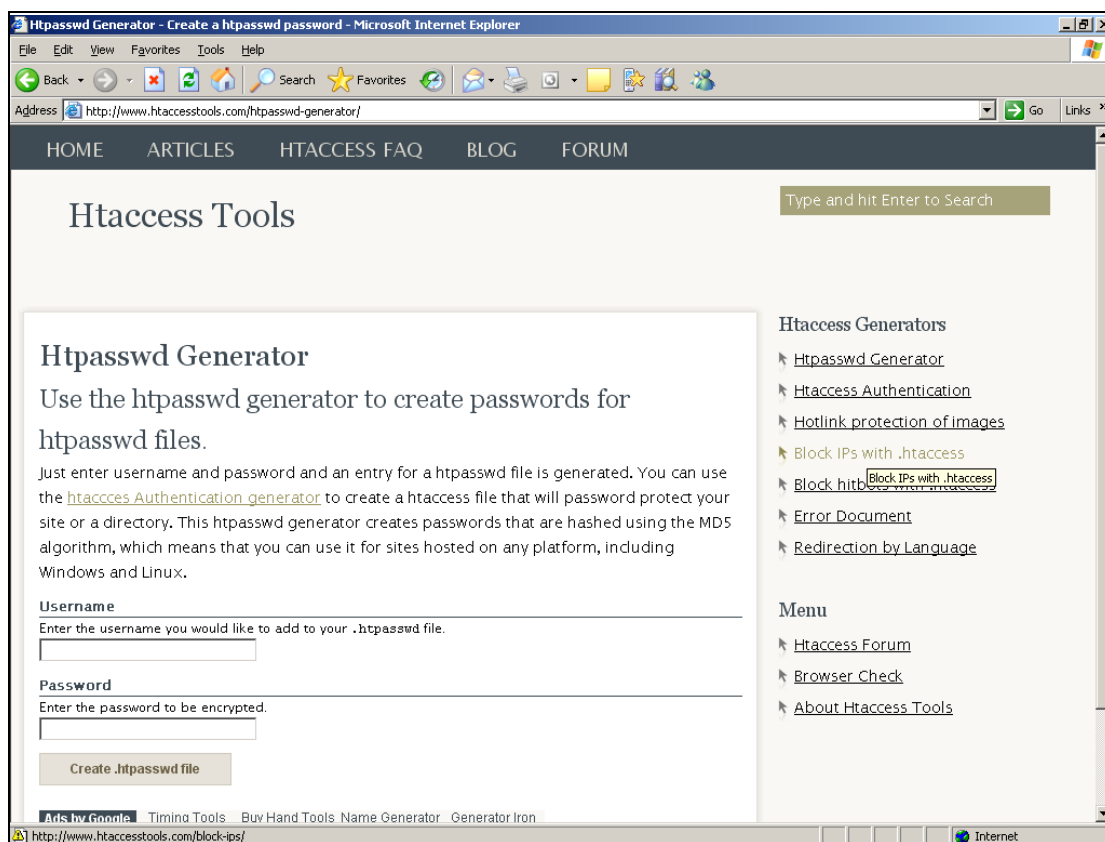 Htpasswd Generator - Create a htpasswd password - Microsoft Internet Explorer
File Edit View Favorites Tools Help
Back Search Favorites
Address http://www.htaccesstools.com/htpasswd-generator/ Go Links »
HOME ARTICLES HTACCESS FAQ BLOG FORUM
Htaccess Tools
Type and hit Enter to Search
Htpasswd Generator
Use the htpasswd generator to create passwords for
htpasswd files.
Just enter username and password and an entry for a htpasswd file is generated. You can use
the htaccces Authentication generator to create a htaccess file that will password protect your
site or a directory. This htpasswd generator creates passwords that are hashed using the MD5
algorithm, which means that you can use it for sites hosted on any platform, including
Windows and Linux.
Username
Enter the username you would like to add to your .htpasswd file.
Password
Enter the password to be encrypted.
Create .htpasswd file
Ads by Google Timing Tools Buy Hand Tools Name Generator Generator Iron
Htaccess Generators
Htpasswd Generator
Htaccess Authentication
Hotlink protection of images
Block IPs with .htaccess
Block IPs with .htaccess
Block hitbots with .htaccess
Error Document
Redirection by Language
Menu
Htaccess Forum
Browser Check
About Htaccess Tools
http://www.htaccesstools.com/block-ips/ Internet